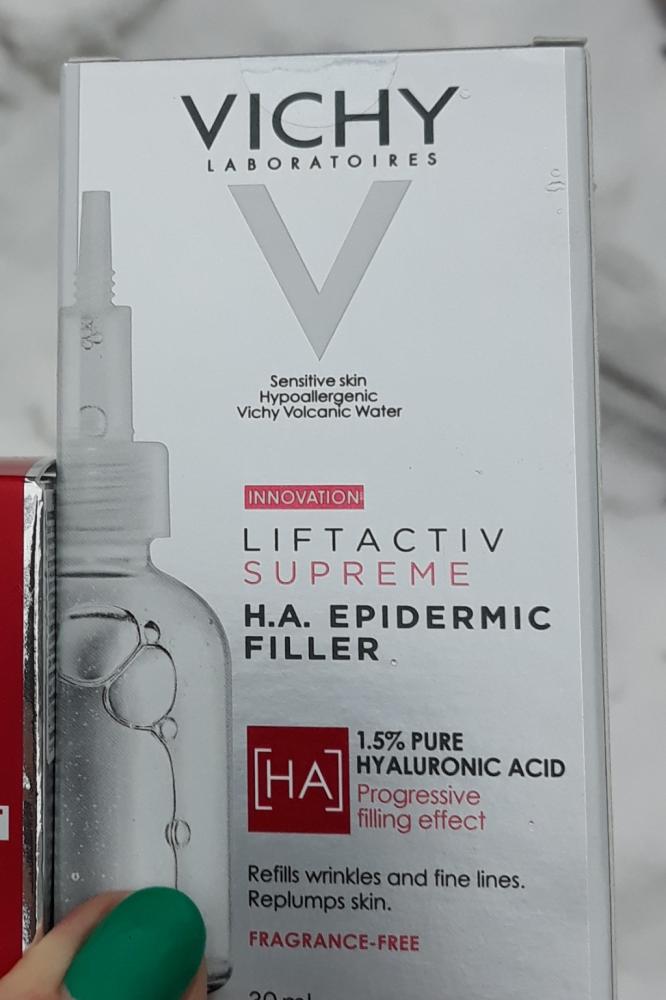 VICHY
LABORATOIRES
V
Sensitive skin
Hypoallergenic
Vichy Volcanic Water
INNOVATION
LIFTACTIV
SUPREME
H.A. EPIDERMIC
FILLER
[HA]
1.5% PURE
HYALURONIC ACID
Progressive
filling effect
Refills wrinkles and fine lines.
Replumps skin.
FRAGRANCE-FREE